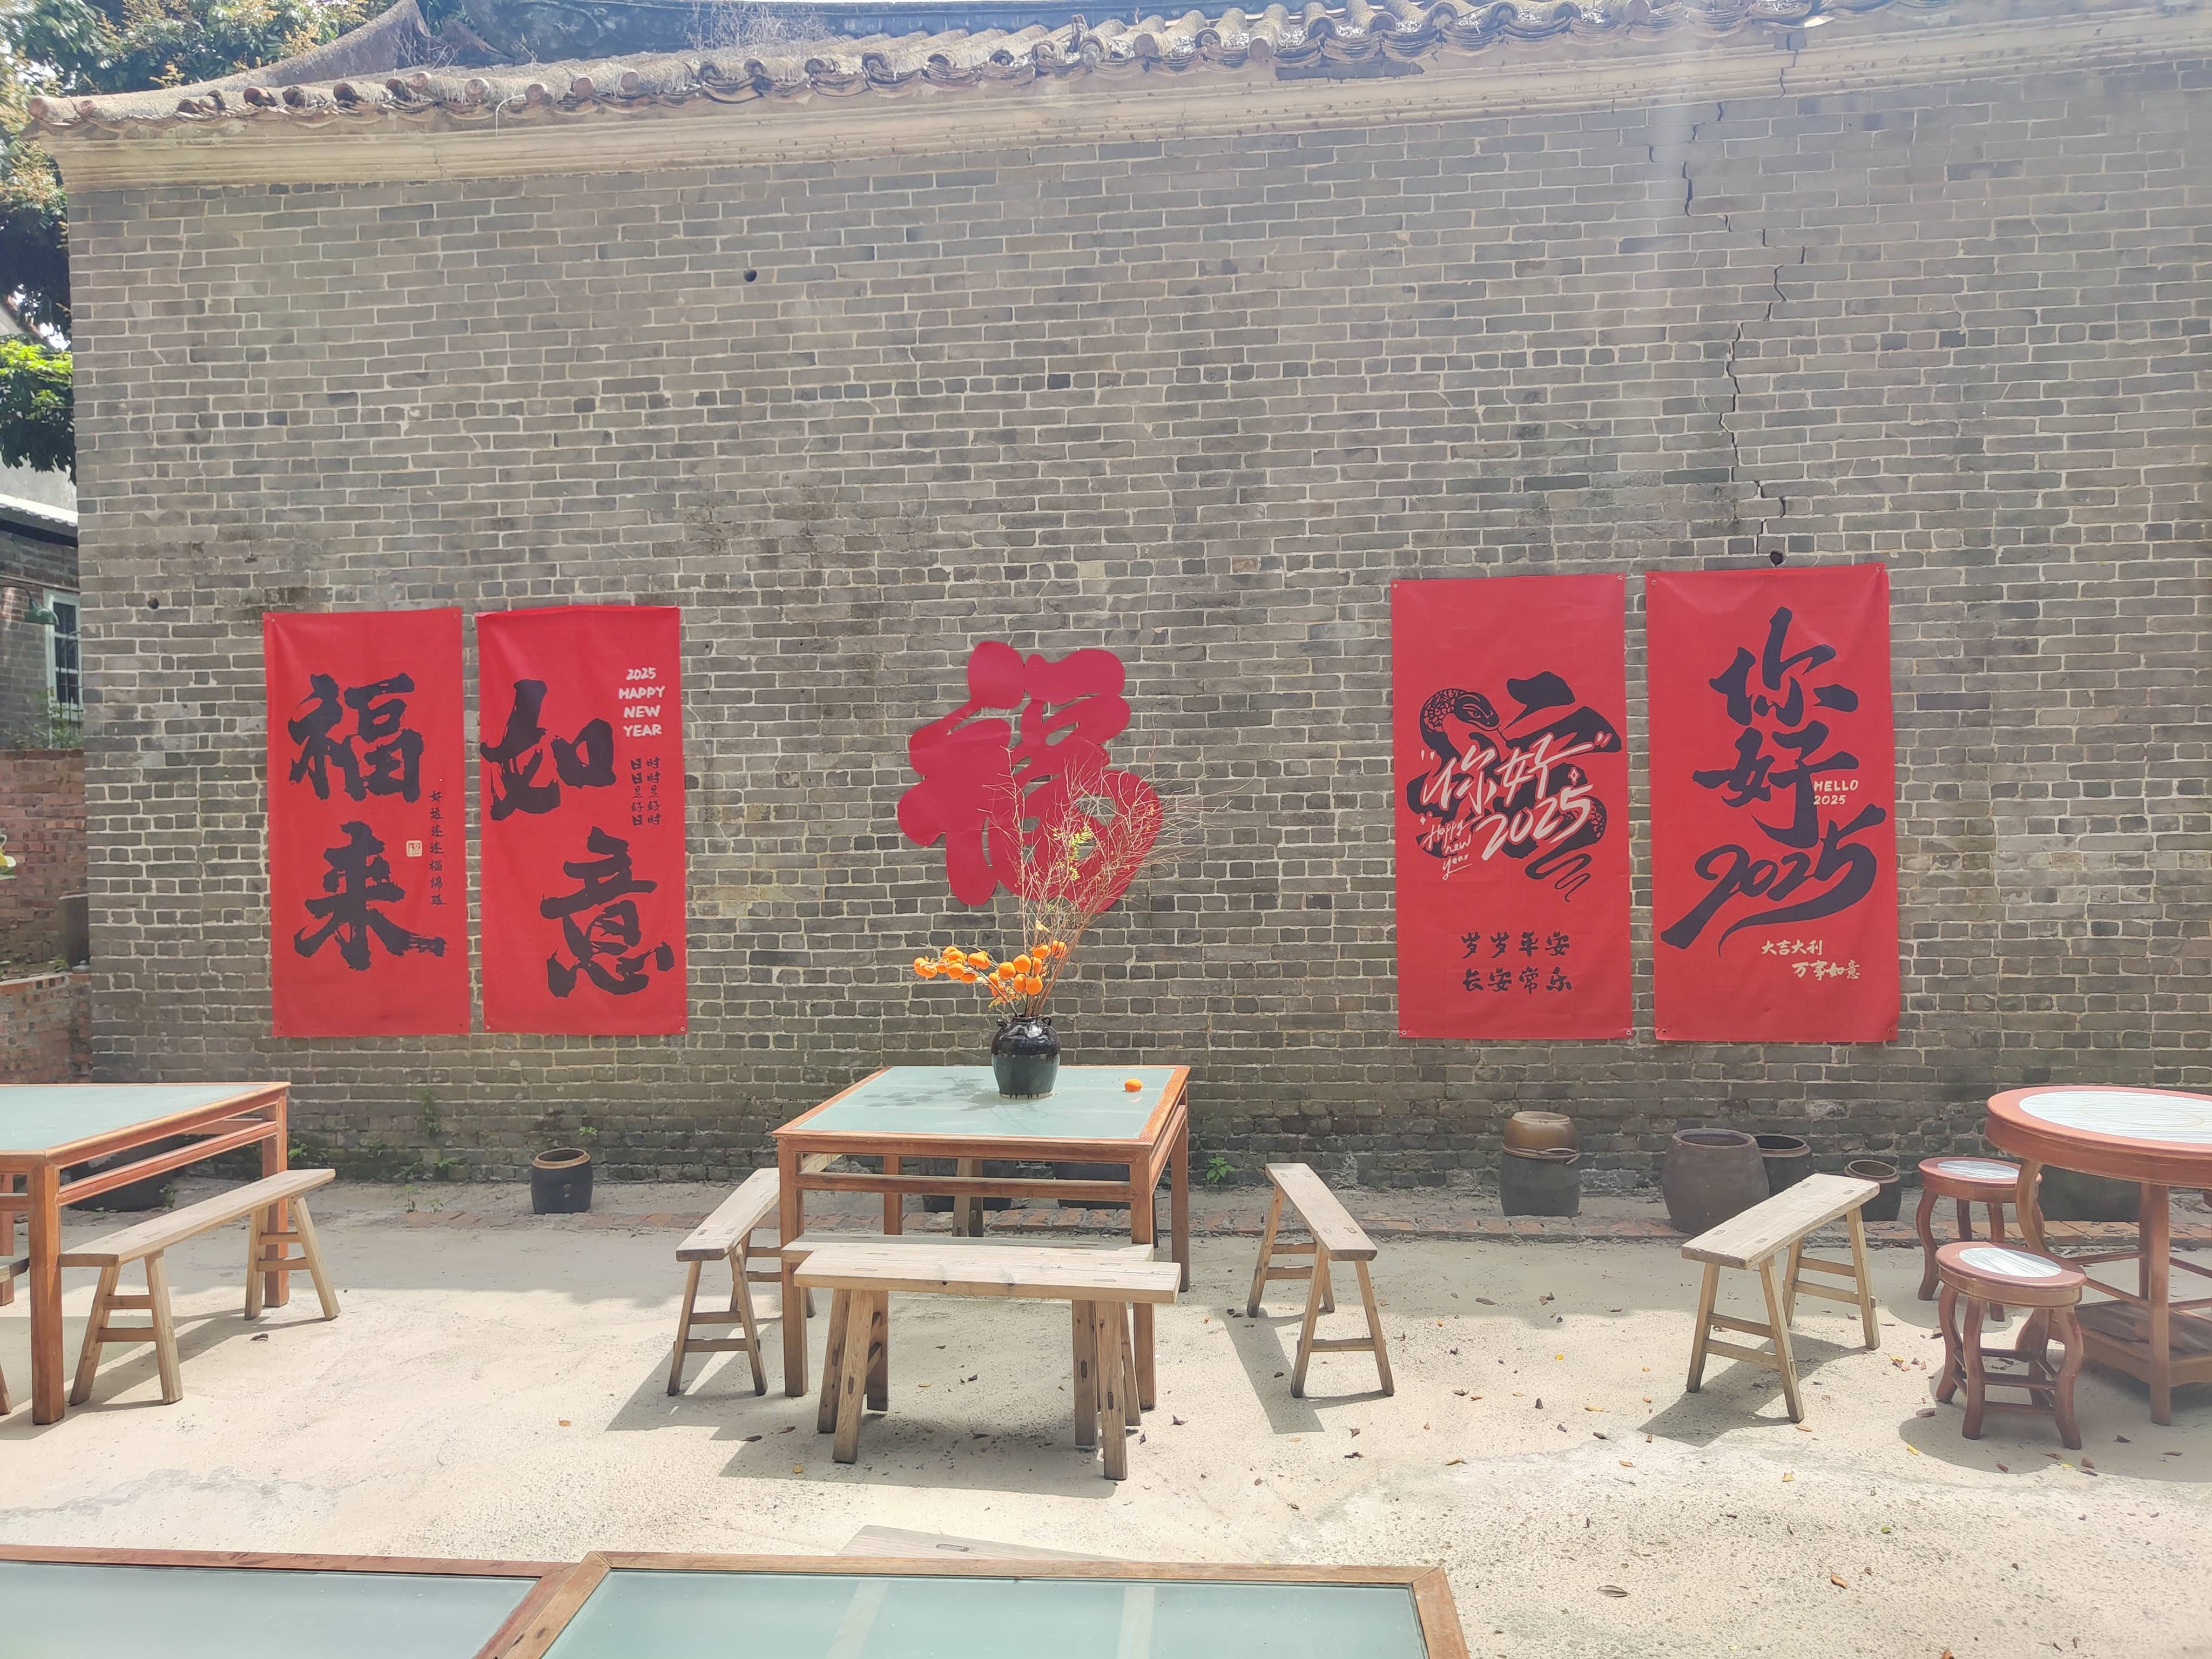 福
来
好运连连福绵延
如
意
2025
HAPPY
NEW
YEAR
日日是好日
时时是好时
福
"你好"
2025
Happy
new
year
岁岁平安
长安常乐
你
好
HELLO
2025
2025
大吉大利
万事如意